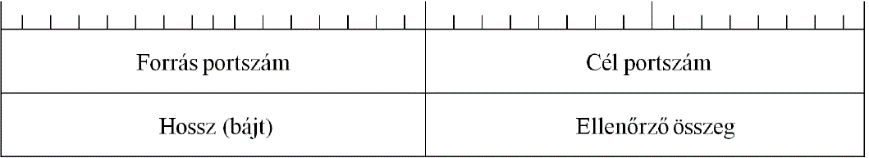 Forrás portszám
Cél portszám
Hossz (bájt)
Ellenőrző összeg